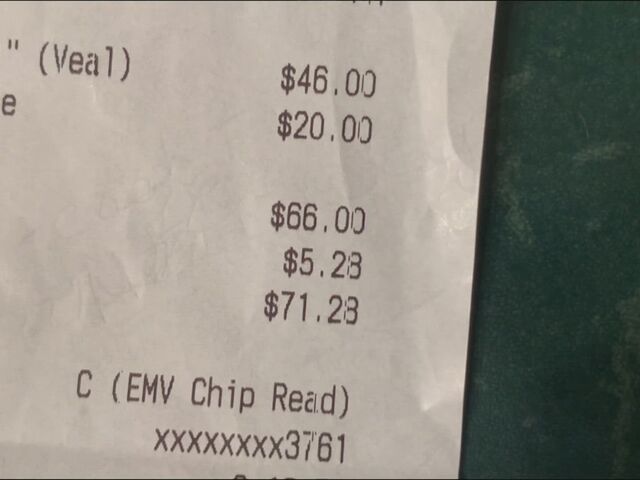 " (Veal)
$46.00
e
$20.00
$66.00
$5.28
$71.28
C (EMV Chip Read)
xxxxxxxx3761